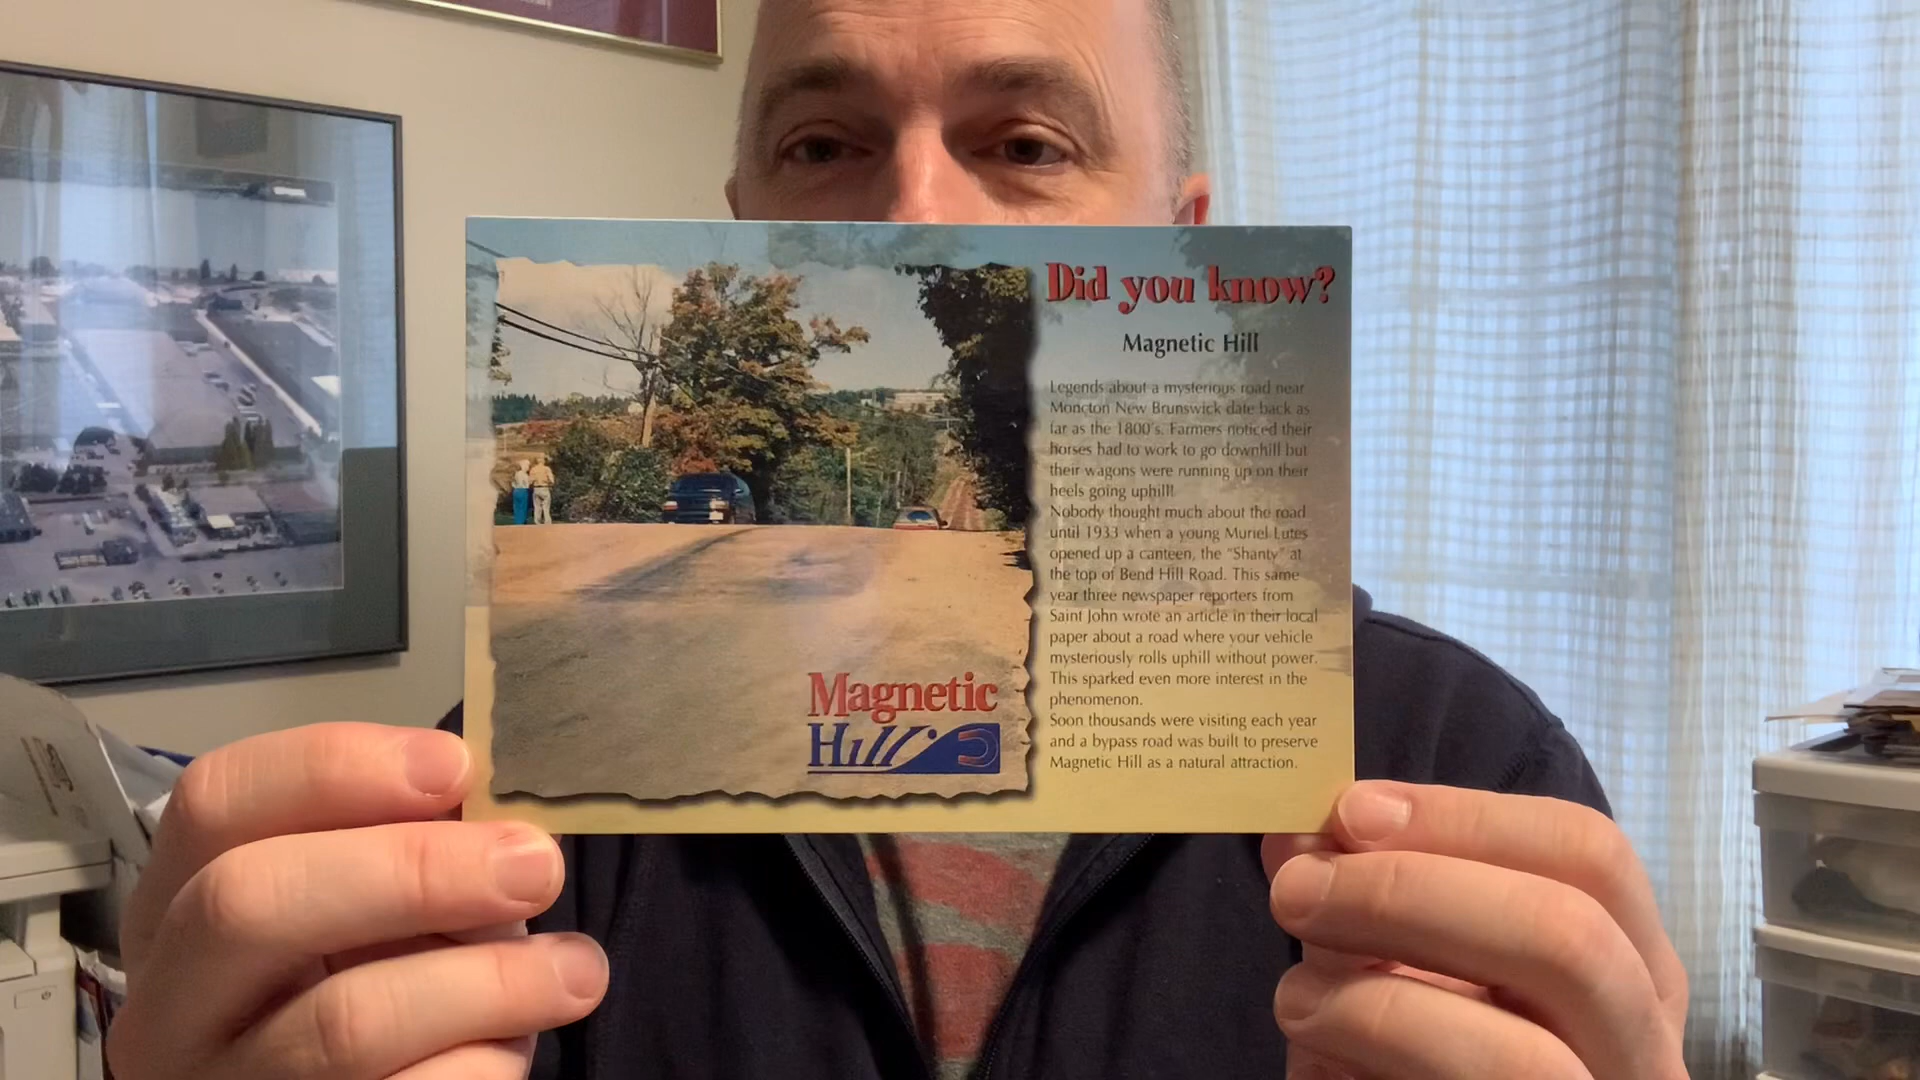 Did you know?
Magnetic Hill
Legends about a mysterious road near
Moncton New Brunswick date back as
far as the 1800's. Farmers noticed their
horses had to work to go downhill but
their wagons were running up on their
heels going uphill!
Nobody thought much about the road
until 1933 when a young Muriel Lutes
opened up a canteen, the "Shanty" at
the top of Bend Hill Road. This same
year three newspaper reporters from
Saint John wrote an article in their local
paper about a road where your vehicle
mysteriously rolls uphill without power.
This sparked even more interest in the
phenomenon.
Soon thousands were visiting each year
and a bypass road was built to preserve
Magnetic Hill as a natural attraction.
Magnetic
Hill